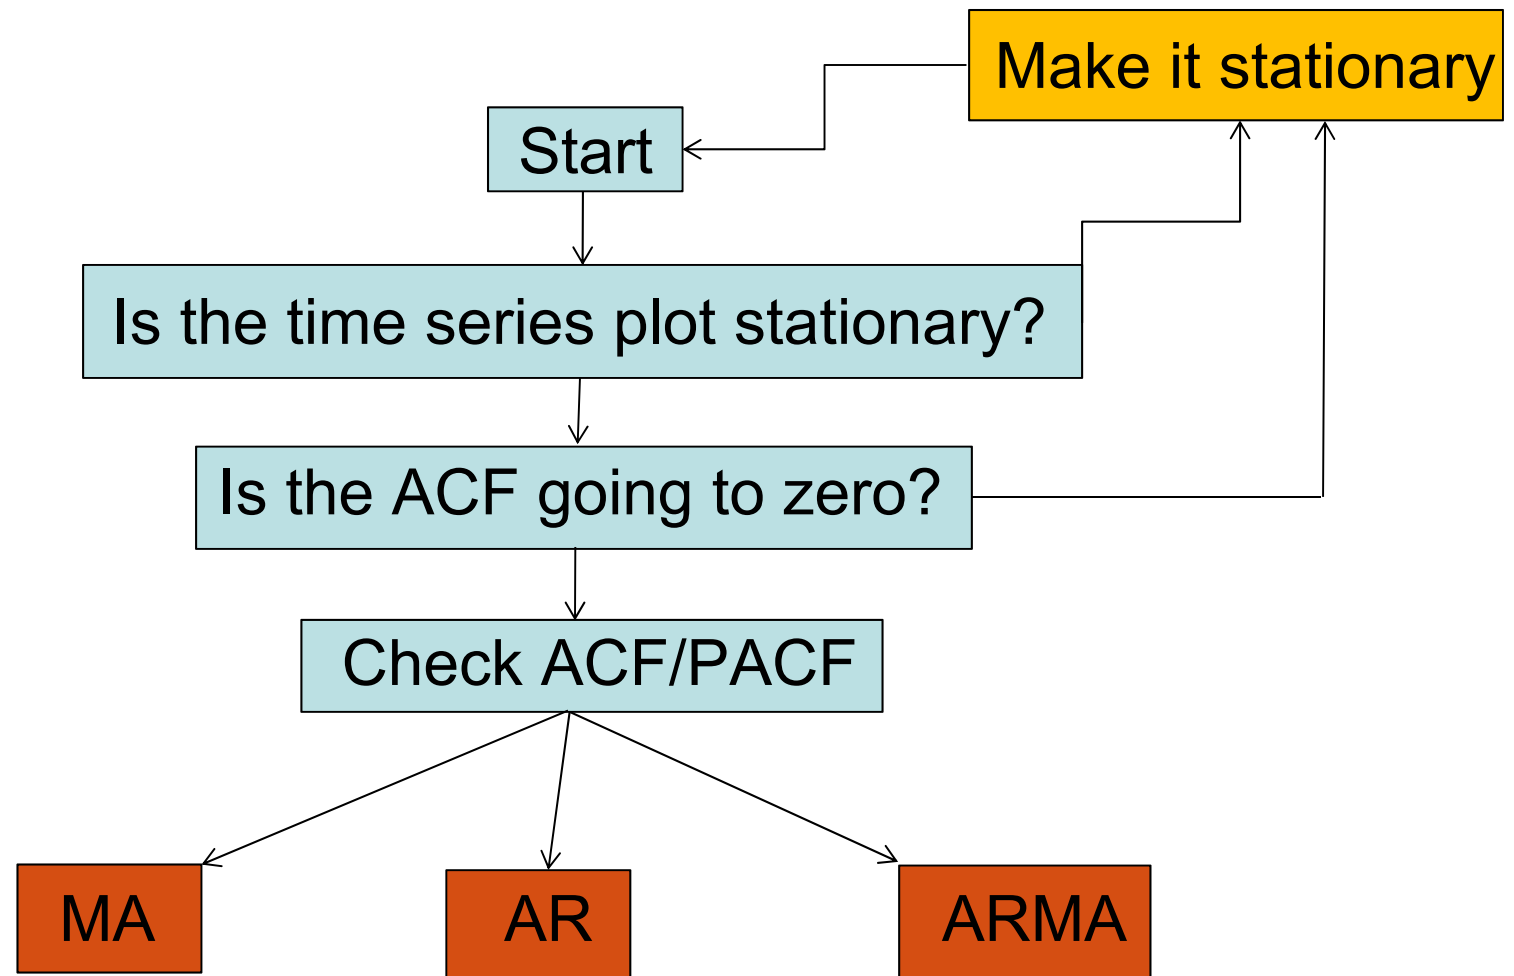 Make it stationary
Start
Is the time series plot stationary?
Is the ACF going to zero?
Check ACF/PACF
MA
AR
ARMA